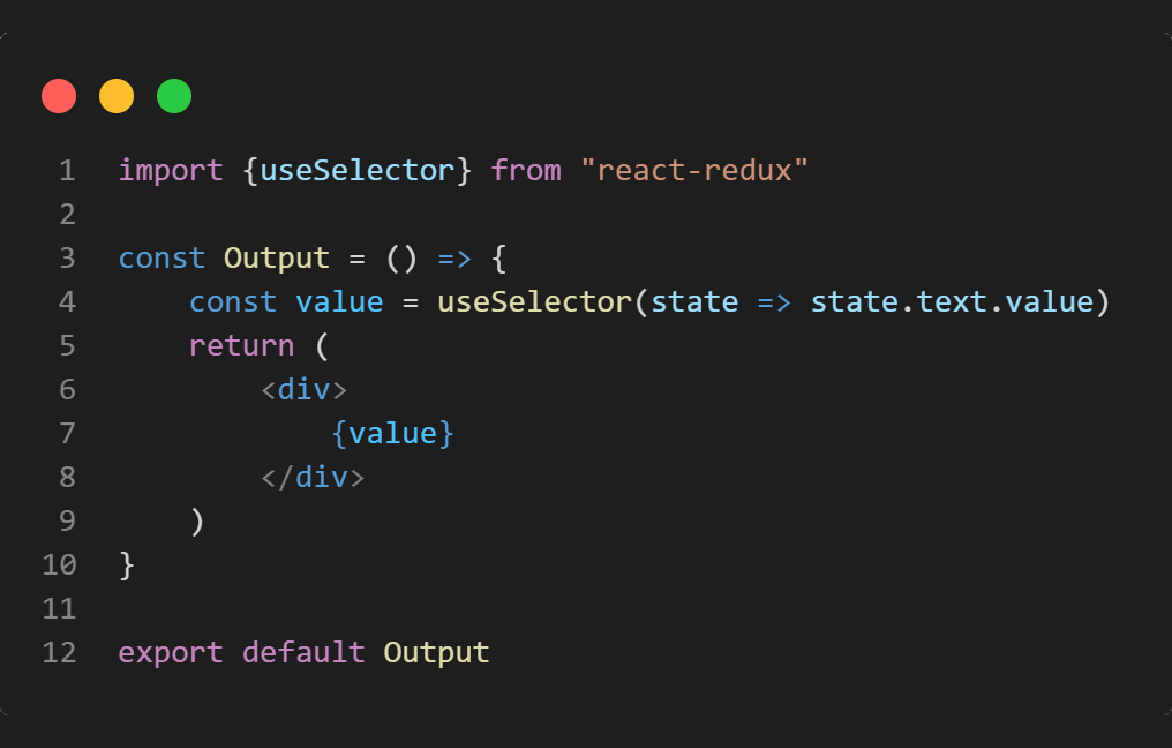 1 import {useSelector} from "react-redux"
2
3 const Output = () => {
4     const value = useSelector(state => state.text.value)
5     return (
6         <div>
7             {value}
8         </div>
9     )
10 }
11
12 export default Output